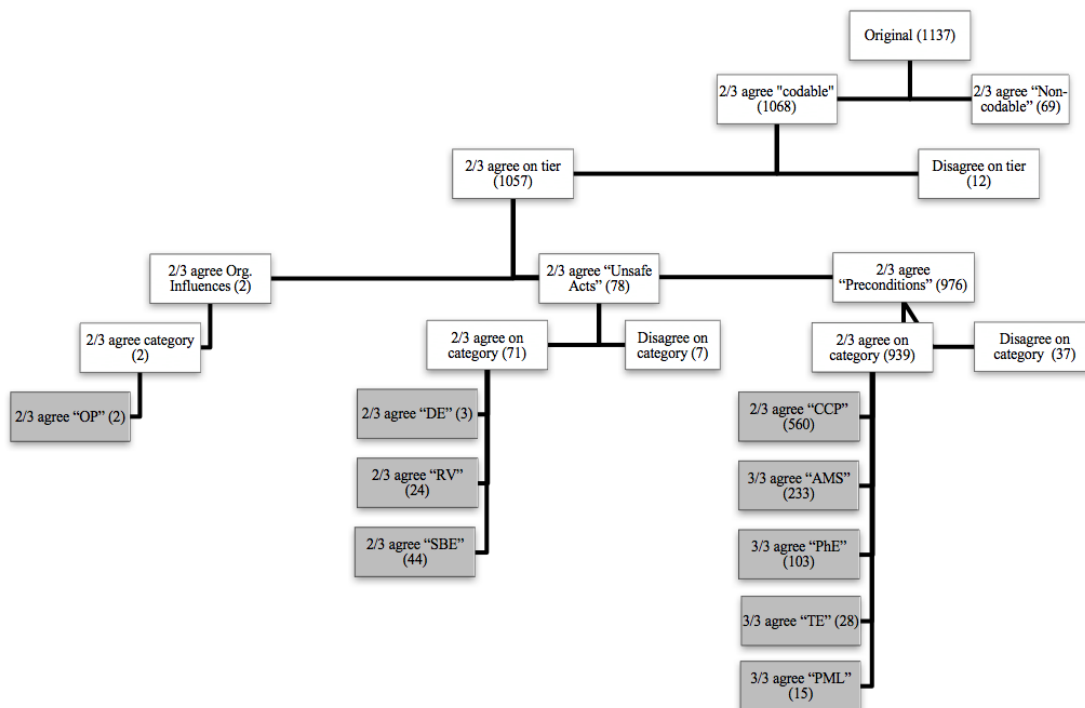 Original (1137)
2/3 agree "codable"
(1068)
2/3 agree “Non-
codable” (69)
2/3 agree on tier
(1057)
Disagree on tier
(12)
2/3 agree Org.
Influences (2)
2/3 agree “Unsafe
Acts” (78)
2/3 agree
“Preconditions” (976)
2/3 agree category
(2)
2/3 agree on
category (71)
Disagree on
category (7)
2/3 agree on
category (939)
Disagree on
category (37)
2/3 agree “OP” (2)
2/3 agree “DE” (3)
2/3 agree “RV”
(24)
2/3 agree “SBE”
(44)
2/3 agree “CCP”
(560)
3/3 agree “AMS”
(233)
3/3 agree “PhE”
(103)
3/3 agree “TE” (28)
3/3 agree “PML”
(15)